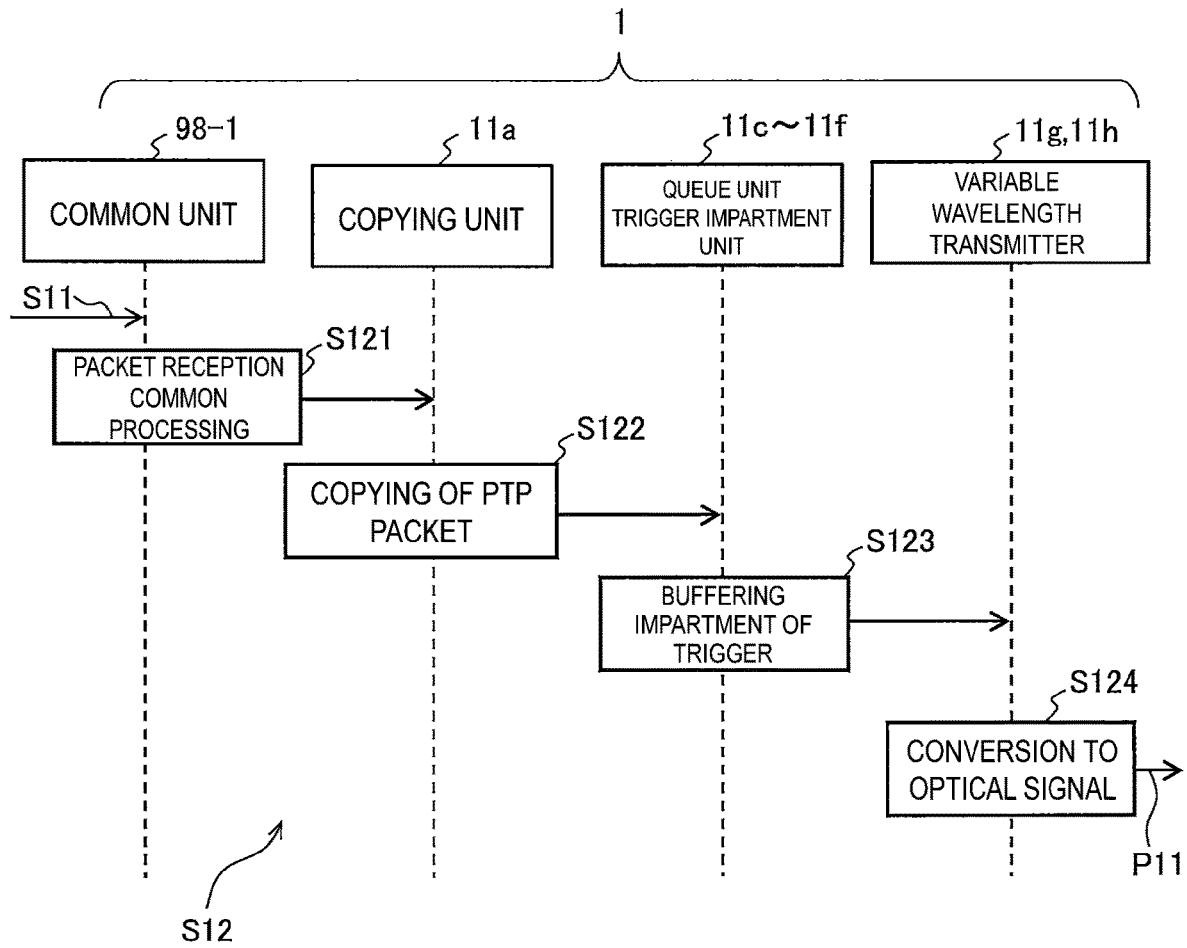 1
98-1
11a
11c～11f
11g,11h
COMMON UNIT
COPYING UNIT
QUEUE UNIT
TRIGGER IMPARTMENT
UNIT
VARIABLE
WAVELENGTH
TRANSMITTER
S11
S121
PACKET RECEPTION
COMMON
PROCESSING
S122
COPYING OF PTP
PACKET
S123
BUFFERING
IMPARTMENT OF
TRIGGER
S124
CONVERSION TO
OPTICAL SIGNAL
P11
S12